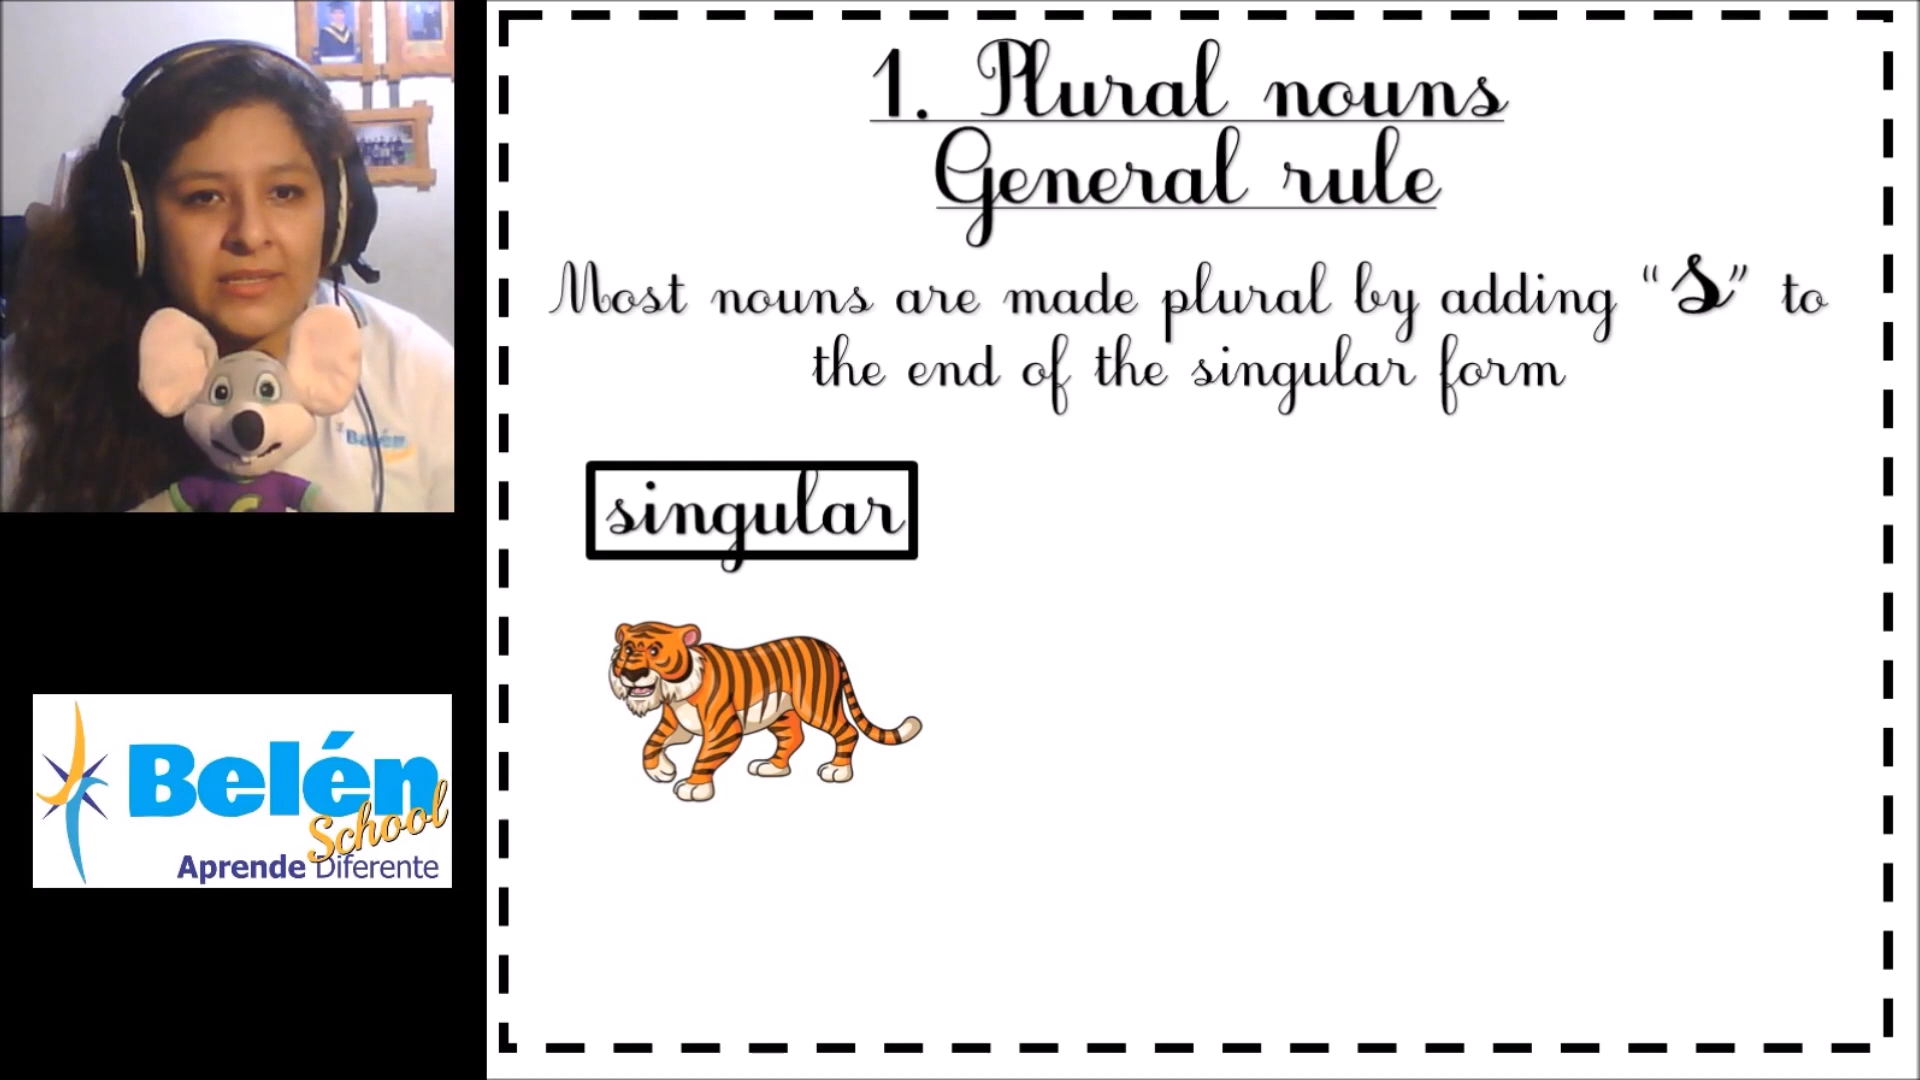 1. Plural nouns
General rule
Most nouns are made plural by adding “S” to
the end of the singular form
singular
Belén
Belén
School
Aprende Diferente